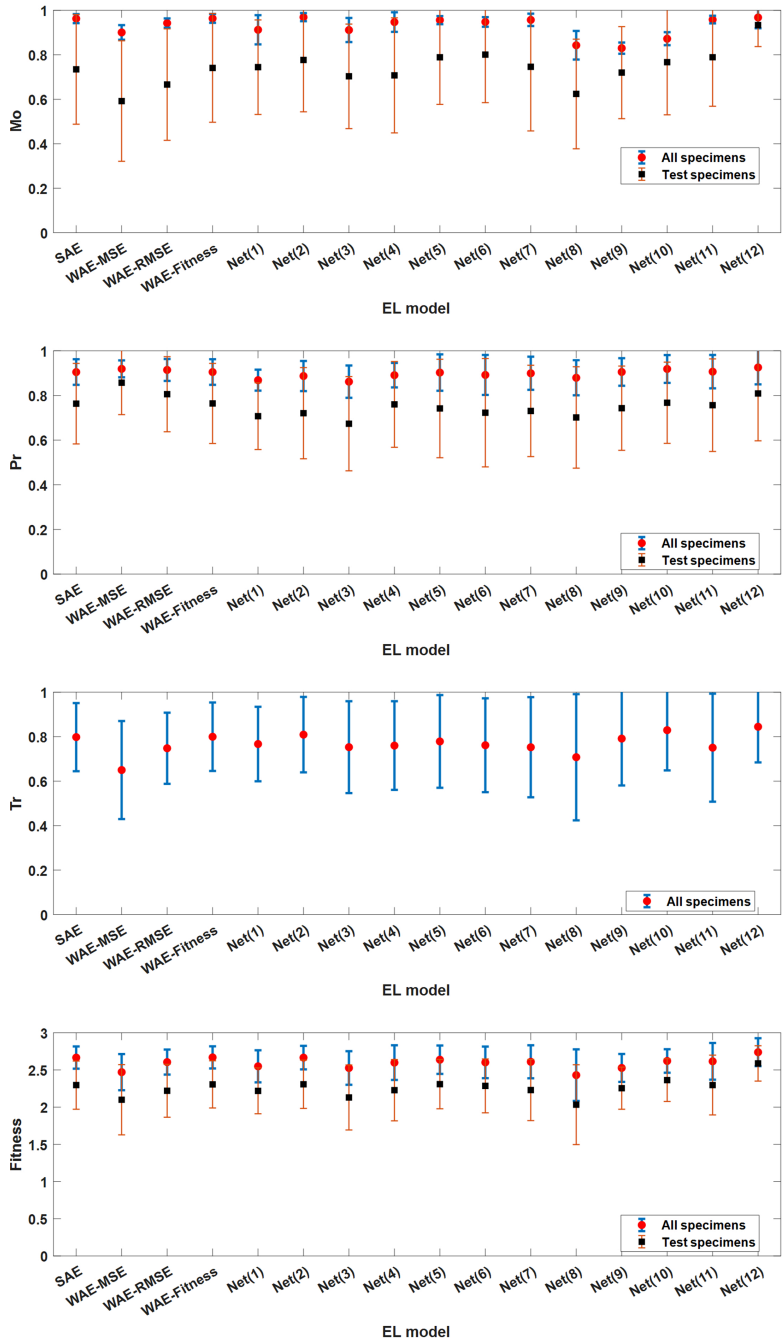 1
0.8
0.6
0.4
0.2
0
Mo
All specimens
Test specimens
SAE
WAE-MSE
WAE-RMSE
WAE-Fitness
Net(1)
Net(2)
Net(3)
Net(4)
Net(5)
Net(6)
Net(7)
Net(8)
Net(9)
Net(10)
Net(11)
Net(12)
EL model
1
0.8
0.6
0.4
0.2
0
Pr
All specimens
Test specimens
SAE
WAE-MSE
WAE-RMSE
WAE-Fitness
Net(1)
Net(2)
Net(3)
Net(4)
Net(5)
Net(6)
Net(7)
Net(8)
Net(9)
Net(10)
Net(11)
Net(12)
EL model
1
0.8
0.6
0.4
0.2
0
Tr
All specimens
SAE
WAE-MSE
WAE-RMSE
WAE-Fitness
Net(1)
Net(2)
Net(3)
Net(4)
Net(5)
Net(6)
Net(7)
Net(8)
Net(9)
Net(10)
Net(11)
Net(12)
EL model
3
2.5
2
1.5
1
0.5
0
Fitness
All specimens
Test specimens
SAE
WAE-MSE
WAE-RMSE
WAE-Fitness
Net(1)
Net(2)
Net(3)
Net(4)
Net(5)
Net(6)
Net(7)
Net(8)
Net(9)
Net(10)
Net(11)
Net(12)
EL model